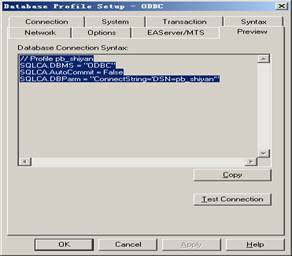 Database Profile Setup - ODBC
Connection System Transaction Syntax
Network Options EAServer/MTS Preview
Database Connection Syntax:
// Profile pb_shiyan
SQLCA.DBMS = "ODBC"
SQLCA.AutoCommit = False
SQLCA.DBParm = "ConnectString='DSN=pb_shiyan'"
Copy
Test Connection
OK Cancel Apply Help